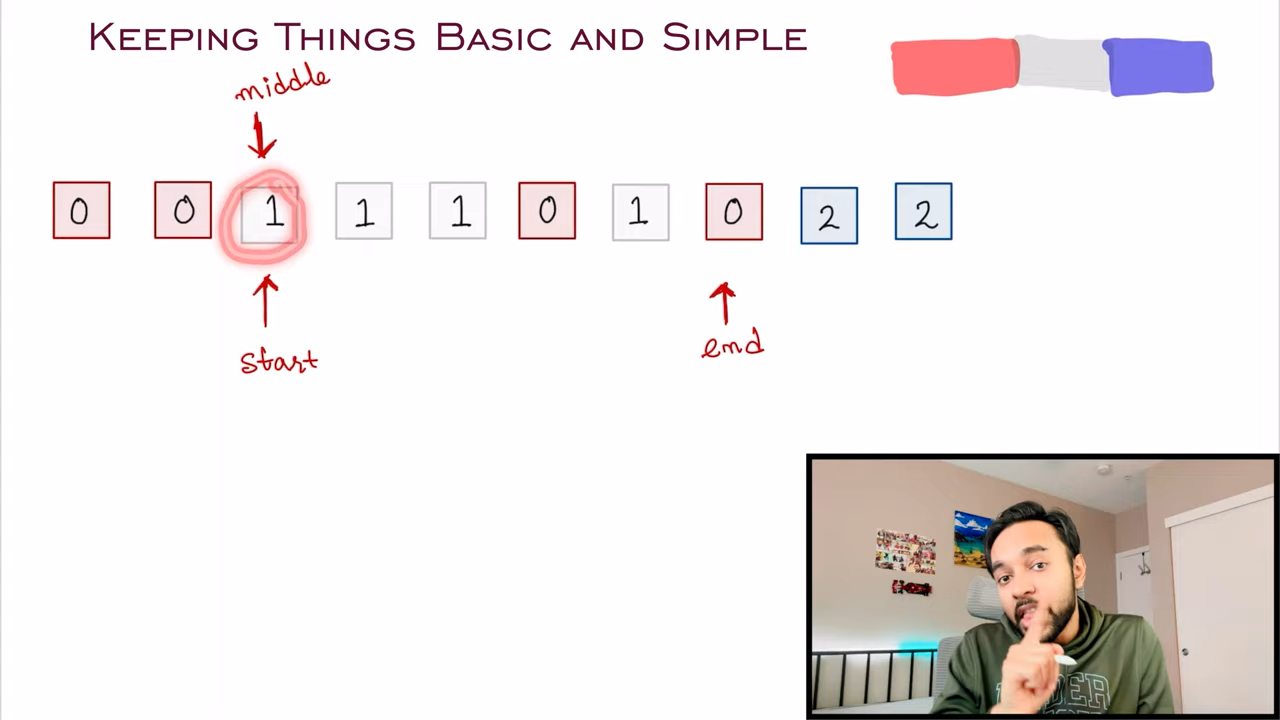 KEEPING THINGS BASIC AND SIMPLE
middle
0 0 1 1 1 0 1 0 2 2
start
end